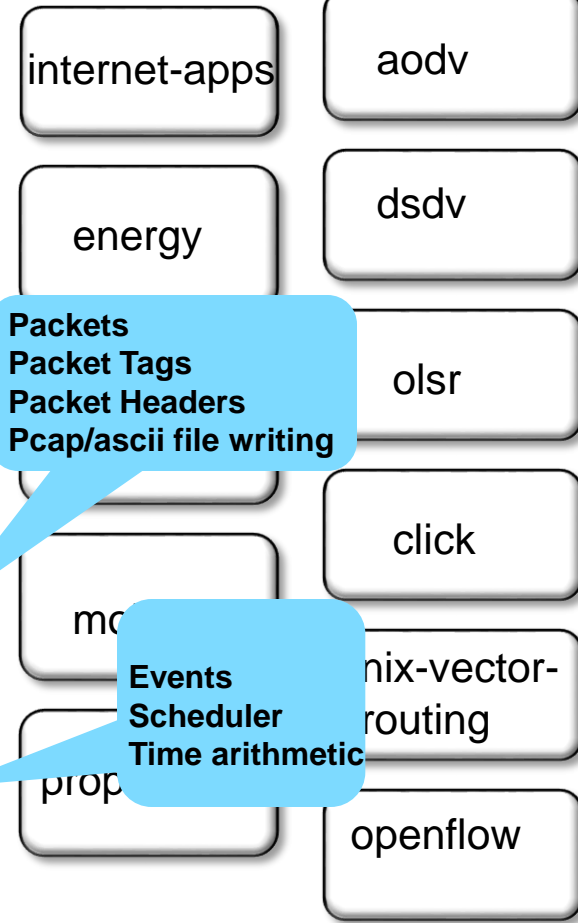 internet-apps
aodv
energy
dsdv
Packets
Packet Tags
Packet Headers
Pcap/ascii file writing
olsr
click
Events
Scheduler
Time arithmetic
nix-vector-
routing
openflow